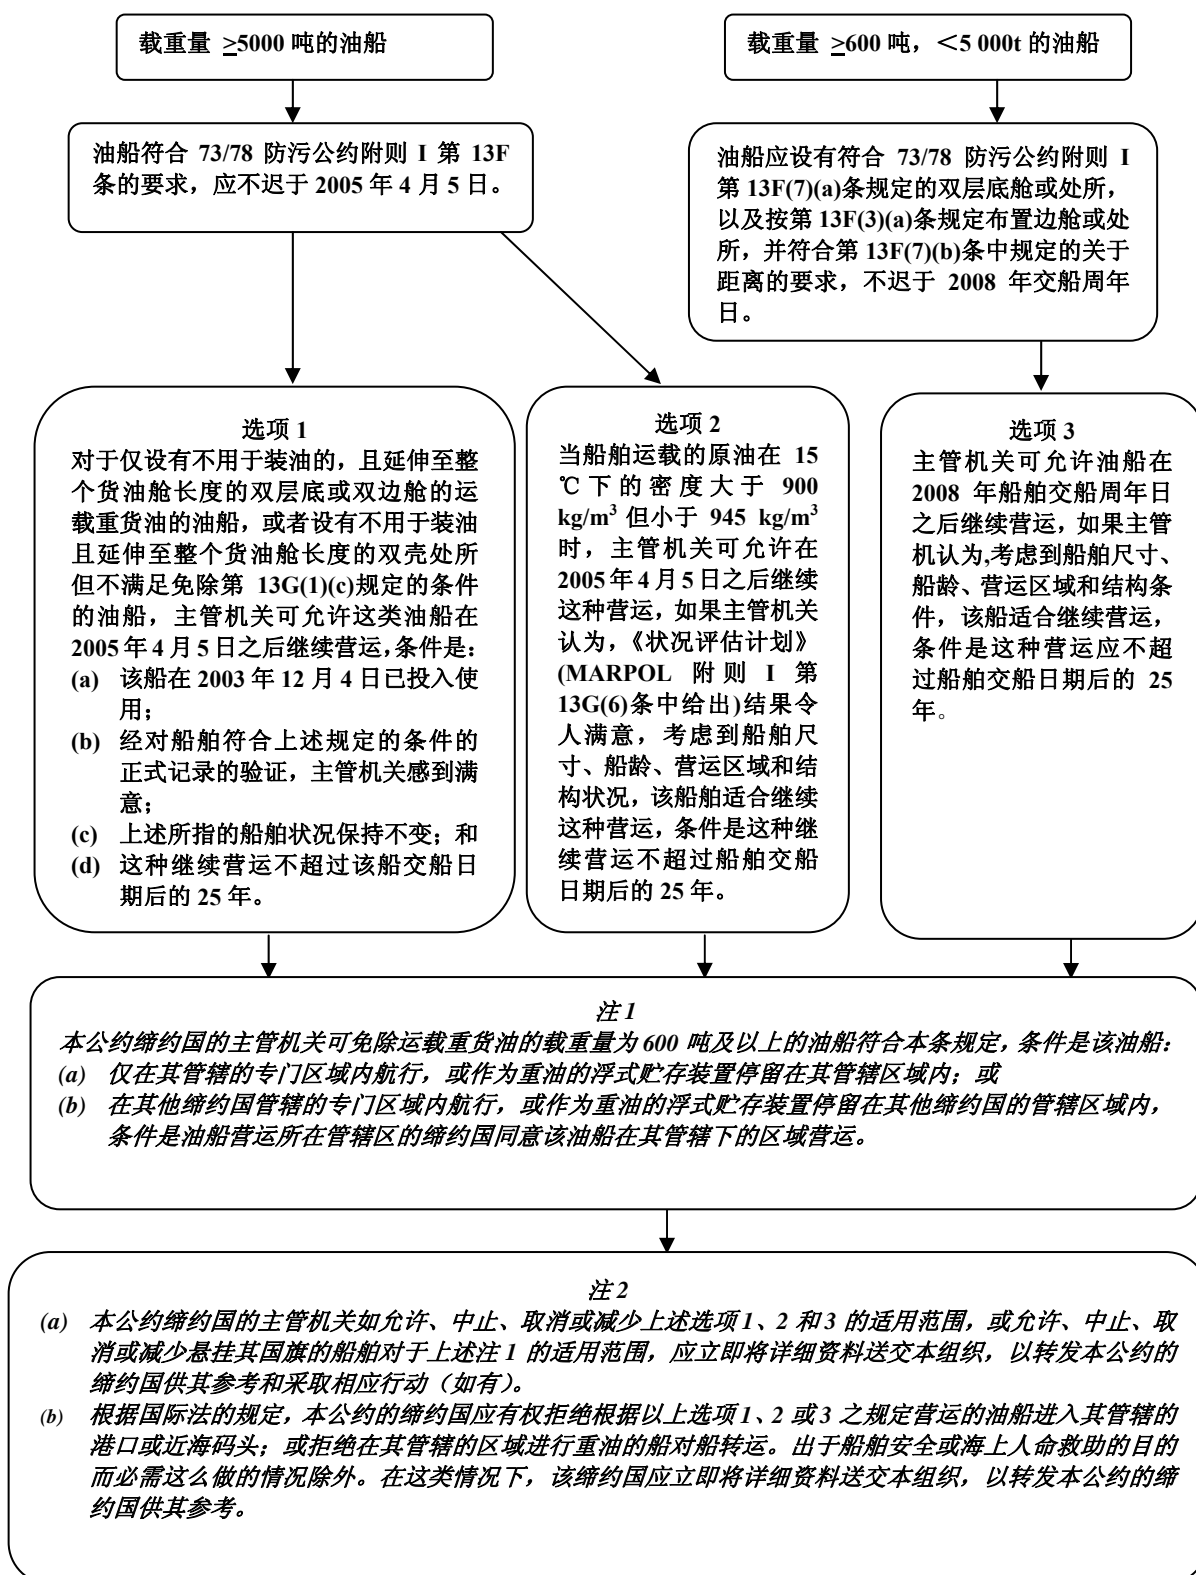 载重量 ≥5000 吨的油船
载重量 ≥600 吨，＜5 000t 的油船
油船符合 73/78 防污公约附则 I 第 13F
条的要求，应不迟于 2005 年 4 月 5 日。
油船应设有符合 73/78 防污公约附则 I
第 13F(7)(a)条规定的双层底舱或处所，
以及按第 13F(3)(a)条规定布置边舱或处
所，并符合第 13F(7)(b)条中规定的关于
距离的要求，不迟于 2008 年交船周年
日。
选项 1
对于仅设有不用于装油的，且延伸至整
个货油舱长度的双层底或双边舱的运
载重货油的油船，或者设有不用于装油
且延伸至整个货油舱长度的双壳处所
但不满足免除第 13G(1)(c)规定的条件
的油船，主管机关可允许这类油船在
2005 年 4 月 5 日之后继续营运，条件是：
(a) 该船在 2003 年 12 月 4 日已投入使
用；
(b) 经对船舶符合上述规定的条件的
正式记录的验证，主管机关感到满
意；
(c) 上述所指的船舶状况保持不变；和
(d) 这种继续营运不超过该船交船日
期后的 25 年。
选项 2
当船舶运载的原油在 15
℃下的密度大于 900
kg/m³ 但小于 945 kg/m³
时，主管机关可允许在
2005 年 4 月 5 日之后继续
这种营运，如果主管机关
认为，《状况评估计划》
(MARPOL 附则 I 第
13G(6)条中给出)结果令
人满意，考虑到船舶尺
寸、船龄、营运区域和结
构状况，该船舶适合继续
这种营运，条件是这种继
续营运不超过船舶交船
日期后的 25 年。
选项 3
主管机关可允许油船在
2008 年船舶交船周年日
之后继续营运，如果主管
机认为,考虑到船舶尺寸、
船龄、营运区域和结构条
件，该船适合继续营运，
条件是这种营运应不超
过船舶交船日期后的 25
年。
注 1
本公约缔约国的主管机关可免除运载重货油的载重量为 600 吨及以上的油船符合本条规定，条件是该油船：
(a) 仅在其管辖的专门区域内航行，或作为重油的浮式贮存装置停留在其管辖区域内；或
(b) 在其他缔约国管辖的专门区域内航行，或作为重油的浮式贮存装置停留在其他缔约国的管辖区域内，
条件是油船营运所在管辖区的缔约国同意该油船在其管辖下的区域营运。
注 2
(a) 本公约缔约国的主管机关如允许、中止、取消或减少上述选项 1、2 和 3 的适用范围，或允许、中止、取
消或减少悬挂其国旗的船舶对于上述注 1 的适用范围，应立即将详细资料送交本组织，以转发本公约的
缔约国供其参考和采取相应行动（如有）。
(b) 根据国际法的规定，本公约的缔约国应有权拒绝根据以上选项 1、2 或 3 之规定营运的油船进入其管辖的
港口或近海码头；或拒绝在其管辖的区域进行重油的船对船转运。出于船舶安全或海上人命救助的目的
而必需这么做的情况除外。在这类情况下，该缔约国应立即将详细资料送交本组织，以转发本公约的缔
约国供其参考。